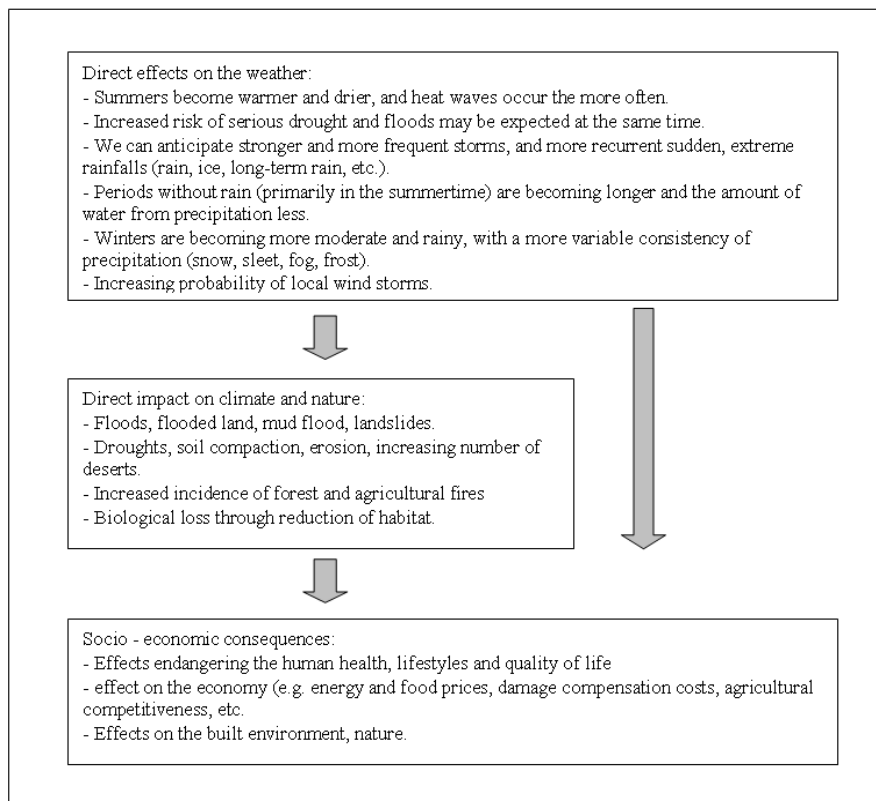 Direct effects on the weather:
- Summers become warmer and drier, and heat waves occur the more often.
- Increased risk of serious drought and floods may be expected at the same time.
- We can anticipate stronger and more frequent storms, and more recurrent sudden, extreme
rainfalls (rain, ice, long-term rain, etc.).
- Periods without rain (primarily in the summertime) are becoming longer and the amount of
water from precipitation less.
- Winters are becoming more moderate and rainy, with a more variable consistency of
precipitation (snow, sleet, fog, frost).
- Increasing probability of local wind storms.
Direct impact on climate and nature:
- Floods, flooded land, mud flood, landslides.
- Droughts, soil compaction, erosion, increasing number of
deserts.
- Increased incidence of forest and agricultural fires
- Biological loss through reduction of habitat.
Socio - economic consequences:
- Effects endangering the human health, lifestyles and quality of life
- effect on the economy (e.g. energy and food prices, damage compensation costs, agricultural
competitiveness, etc.
- Effects on the built environment, nature.